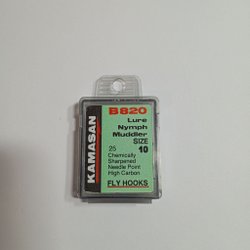 KAMASAN
B820
Lure
Nymph
Muddler
SIZE
25 10
Chemically
Sharpened
Needle Point
High Carbon
FLY HOOKS